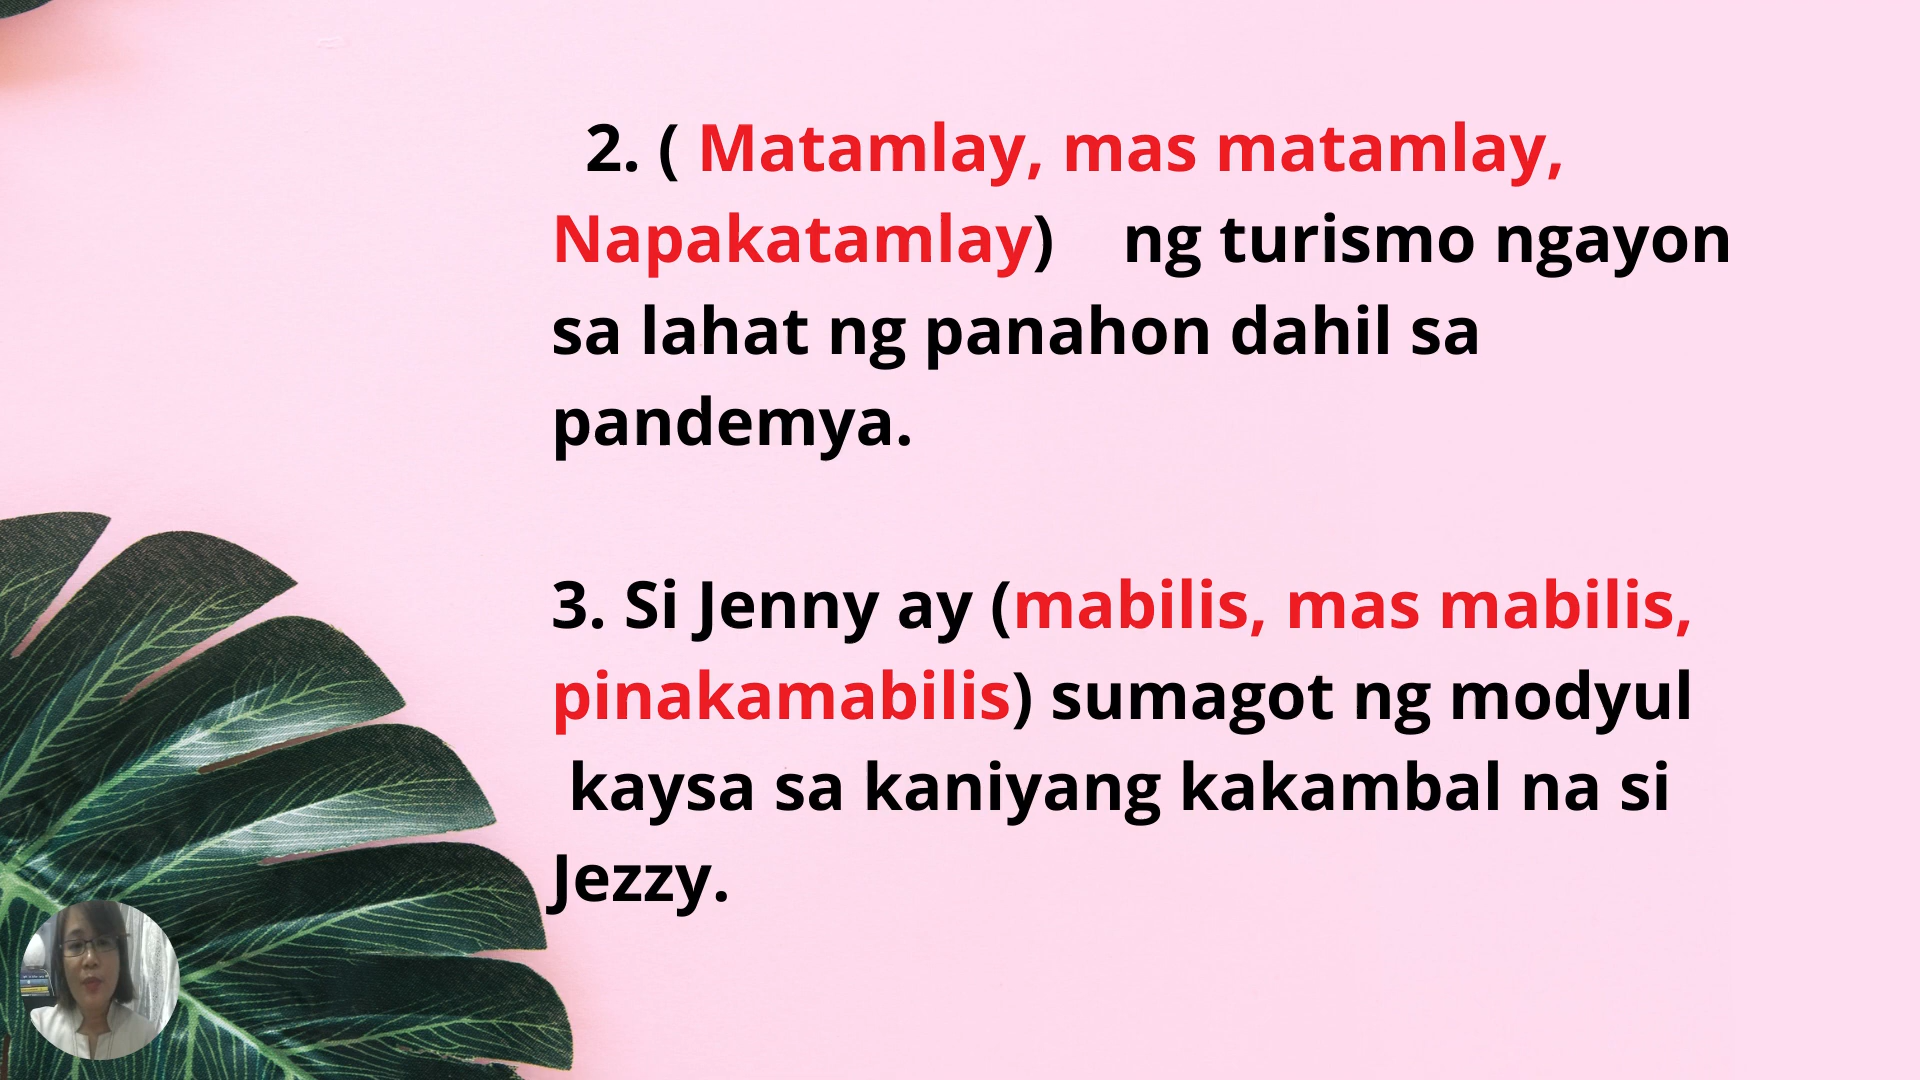 2. ( Matamlay, mas matamlay,
Napakatamlay) ng turismo ngayon
sa lahat ng panahon dahil sa
pandemya.
3. Si Jenny ay (mabilis, mas mabilis,
pinakamabilis) sumagot ng modyul
kaysa sa kaniyang kakambal na si
Jezzy.